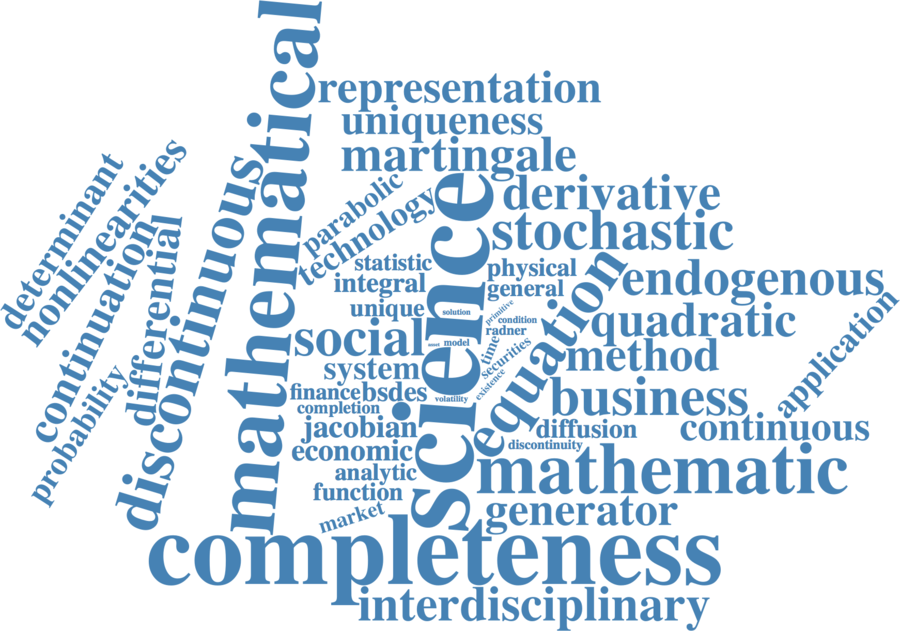 mathematical
representation
uniqueness
martingale
determinant
nonlinearities
continuation
differential
probability
discontinuous
parabolic
technology
science
derivative
stochastic
statistic
integral
unique
physical
general
solution
primitive
condition
radner
asset
model
time
securities
existence
volatility
equation
endogenous
quadratic
method
application
social
system
finance
bsdes
completion
jacobian
economic
analytic
function
market
business
diffusion
continuous
discontinuity
mathematic
generator
completeness
interdisciplinary